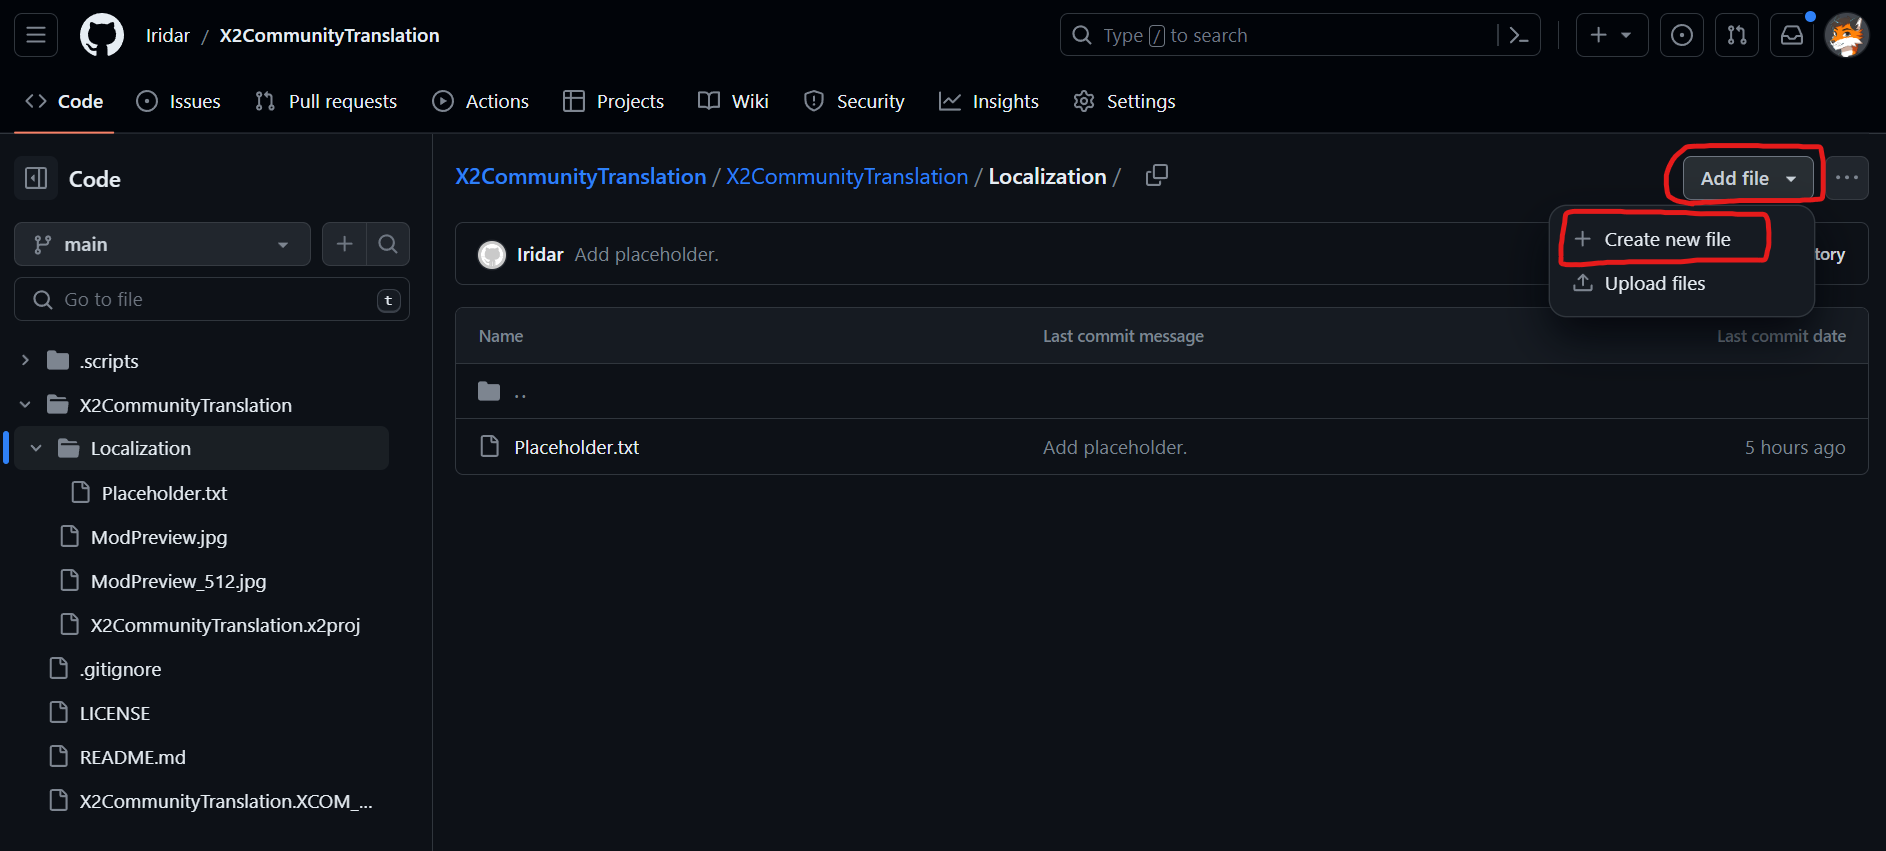 Iridar / X2CommunityTranslation
Type / to search
Code Issues Pull requests Actions Projects Wiki Security Insights Settings
Code
main
Go to file t
.scripts
X2CommunityTranslation
Localization
Placeholder.txt
ModPreview.jpg
ModPreview_512.jpg
X2CommunityTranslation.x2proj
.gitignore
LICENSE
README.md
X2CommunityTranslation.XCOM_...
X2CommunityTranslation / X2CommunityTranslation / Localization /
Add file
Create new file
Upload files
Iridar Add placeholder.
tory
Name Last commit message Last commit date
..
Placeholder.txt Add placeholder. 5 hours ago